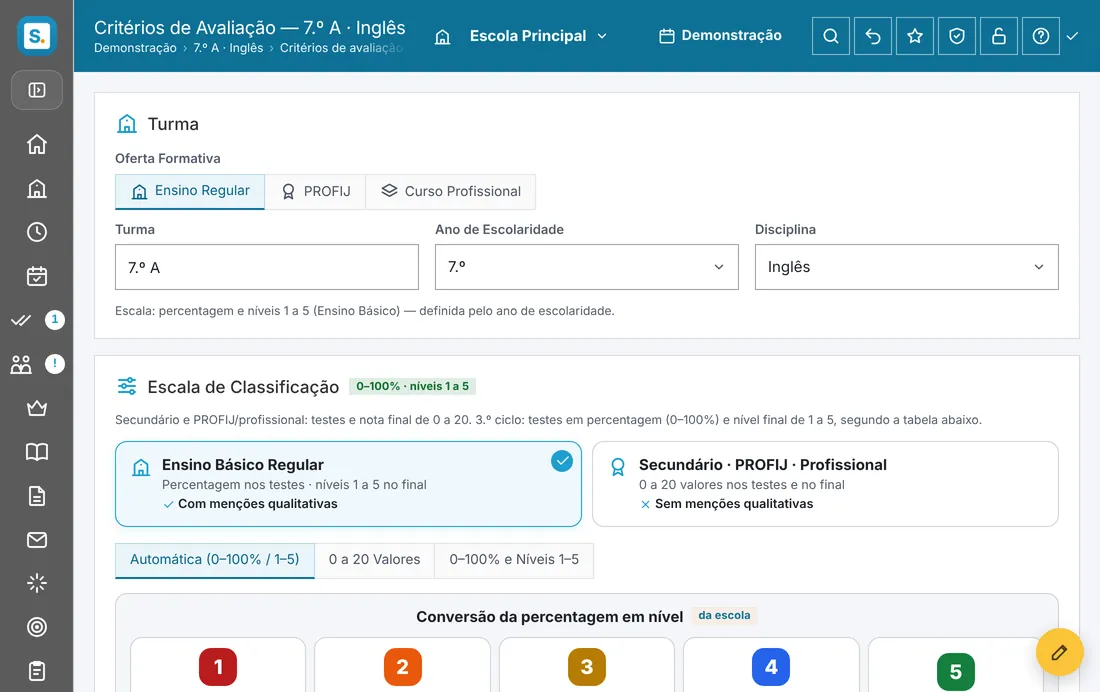 S.
Critérios de Avaliação — 7.º A · Inglês
Demonstração › 7.º A · Inglês › Critérios de avaliação
Escola Principal
Demonstração
Turma
Oferta Formativa
Ensino Regular
PROFIJ
Curso Profissional
Turma
Ano de Escolaridade
Disciplina
7.º A
7.º
Inglês
Escala: percentagem e níveis 1 a 5 (Ensino Básico) — definida pelo ano de escolaridade.
1
!
Escala de Classificação
0–100% · níveis 1 a 5
Secundário e PROFIJ/profissional: testes e nota final de 0 a 20. 3.º ciclo: testes em percentagem (0–100%) e nível final de 1 a 5, segundo a tabela abaixo.
Ensino Básico Regular
Percentagem nos testes · níveis 1 a 5 no final
Com menções qualitativas
Secundário · PROFIJ · Profissional
0 a 20 valores nos testes e no final
Sem menções qualitativas
Automática (0–100% / 1–5)
0 a 20 Valores
0–100% e Níveis 1–5
Conversão da percentagem em nível
da escola
1
2
3
4
5